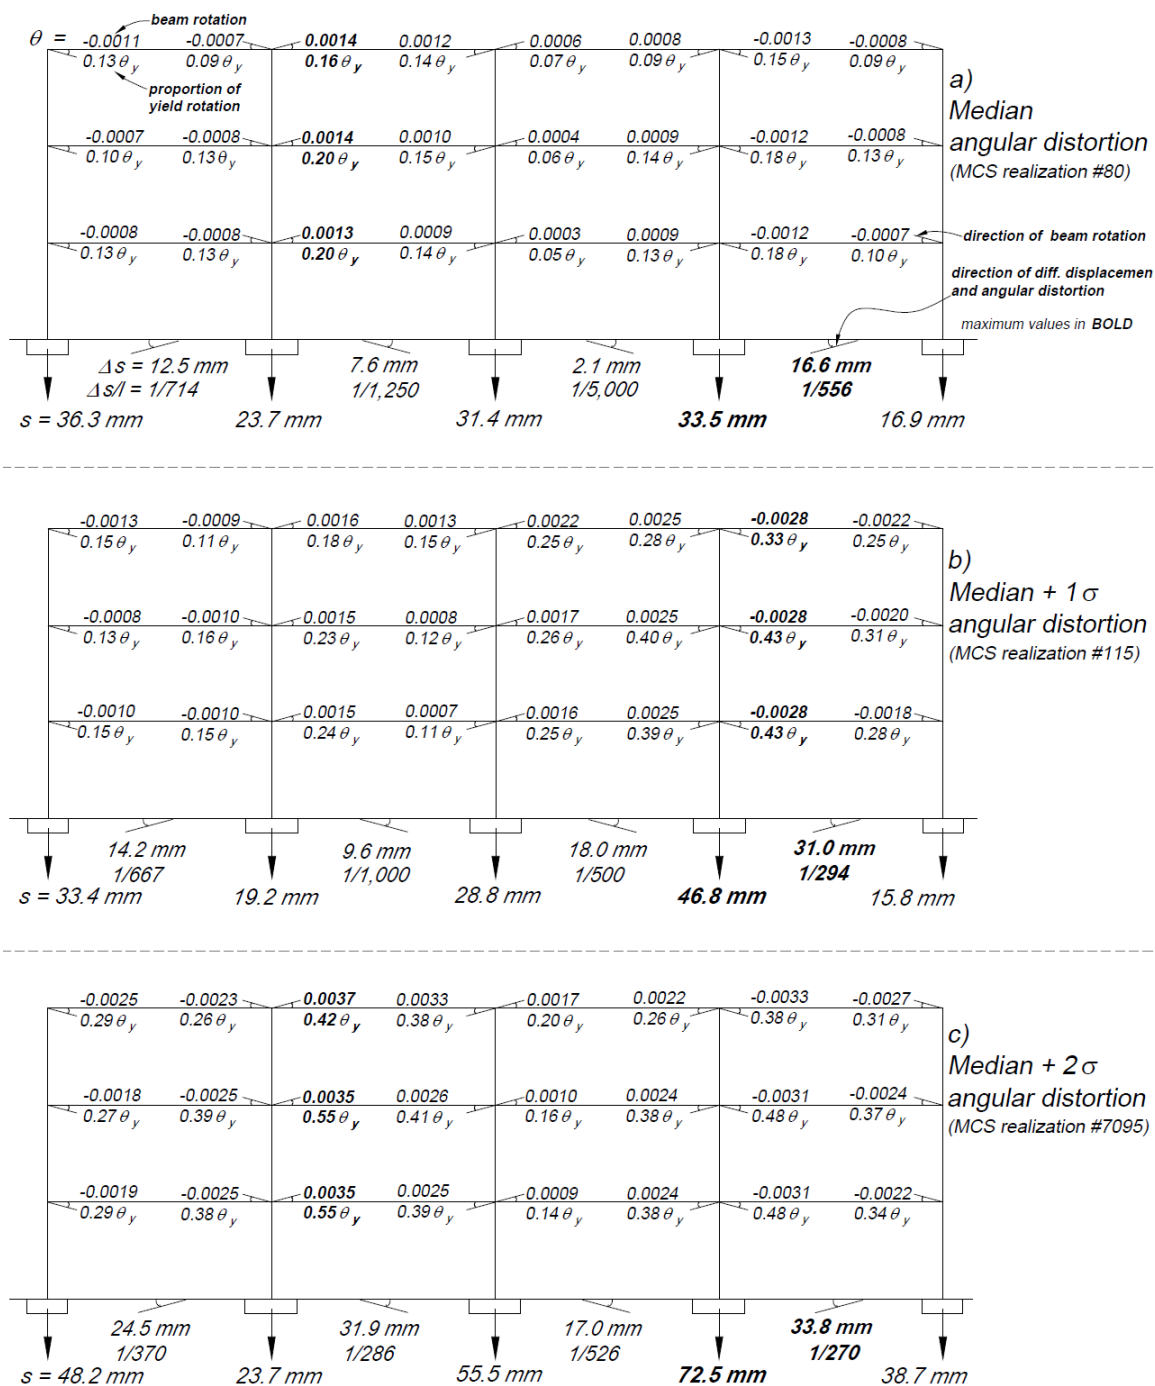 beam rotation
θ = -0.0011 -0.0007 0.0014 0.0012 0.0006 0.0008 -0.0013 -0.0008
0.13θy 0.09θy 0.16θy 0.14θy 0.07θy 0.09θy 0.15θy 0.09θy
proportion of
yield rotation
a)
Median
angular distortion
(MCS realization #80)
-0.0007 -0.0008 0.0014 0.0010 0.0004 0.0009 -0.0012 -0.0008
0.10θy 0.13θy 0.20θy 0.15θy 0.06θy 0.14θy 0.18θy 0.13θy
-0.0008 -0.0008 0.0013 0.0009 0.0003 0.0009 -0.0012 -0.0007
0.13θy 0.13θy 0.20θy 0.14θy 0.05θy 0.13θy 0.18θy 0.10θy
direction of beam rotation
direction of diff. displacemen
and angular distortion
maximum values in BOLD
Δs = 12.5 mm 7.6 mm 2.1 mm 16.6 mm
Δs/l = 1/714 1/1,250 1/5,000 1/556
s = 36.3 mm 23.7 mm 31.4 mm 33.5 mm 16.9 mm
-0.0013 -0.0009 0.0016 0.0013 0.0022 0.0025 -0.0028 -0.0022
0.15θy 0.11θy 0.18θy 0.15θy 0.25θy 0.28θy 0.33θy 0.25θy
b)
Median + 1σ
angular distortion
(MCS realization #115)
-0.0008 -0.0010 0.0015 0.0008 0.0017 0.0025 -0.0028 -0.0020
0.13θy 0.16θy 0.23θy 0.12θy 0.26θy 0.40θy 0.43θy 0.31θy
-0.0010 -0.0010 0.0015 0.0007 0.0016 0.0025 -0.0028 -0.0018
0.15θy 0.15θy 0.24θy 0.11θy 0.25θy 0.39θy 0.43θy 0.28θy
14.2 mm 9.6 mm 18.0 mm 31.0 mm
1/667 1/1,000 1/500 1/294
s = 33.4 mm 19.2 mm 28.8 mm 46.8 mm 15.8 mm
-0.0025 -0.0023 0.0037 0.0033 0.0017 0.0022 -0.0033 -0.0027
0.29θy 0.26θy 0.42θy 0.38θy 0.20θy 0.26θy 0.38θy 0.31θy
c)
Median + 2σ
angular distortion
(MCS realization #7095)
-0.0018 -0.0025 0.0035 0.0026 0.0010 0.0024 -0.0031 -0.0024
0.27θy 0.39θy 0.55θy 0.41θy 0.16θy 0.38θy 0.48θy 0.37θy
-0.0019 -0.0025 0.0035 0.0025 0.0009 0.0024 -0.0031 -0.0022
0.29θy 0.38θy 0.55θy 0.39θy 0.14θy 0.38θy 0.48θy 0.34θy
24.5 mm 31.9 mm 17.0 mm 33.8 mm
1/370 1/286 1/526 1/270
s = 48.2 mm 23.7 mm 55.5 mm 72.5 mm 38.7 mm